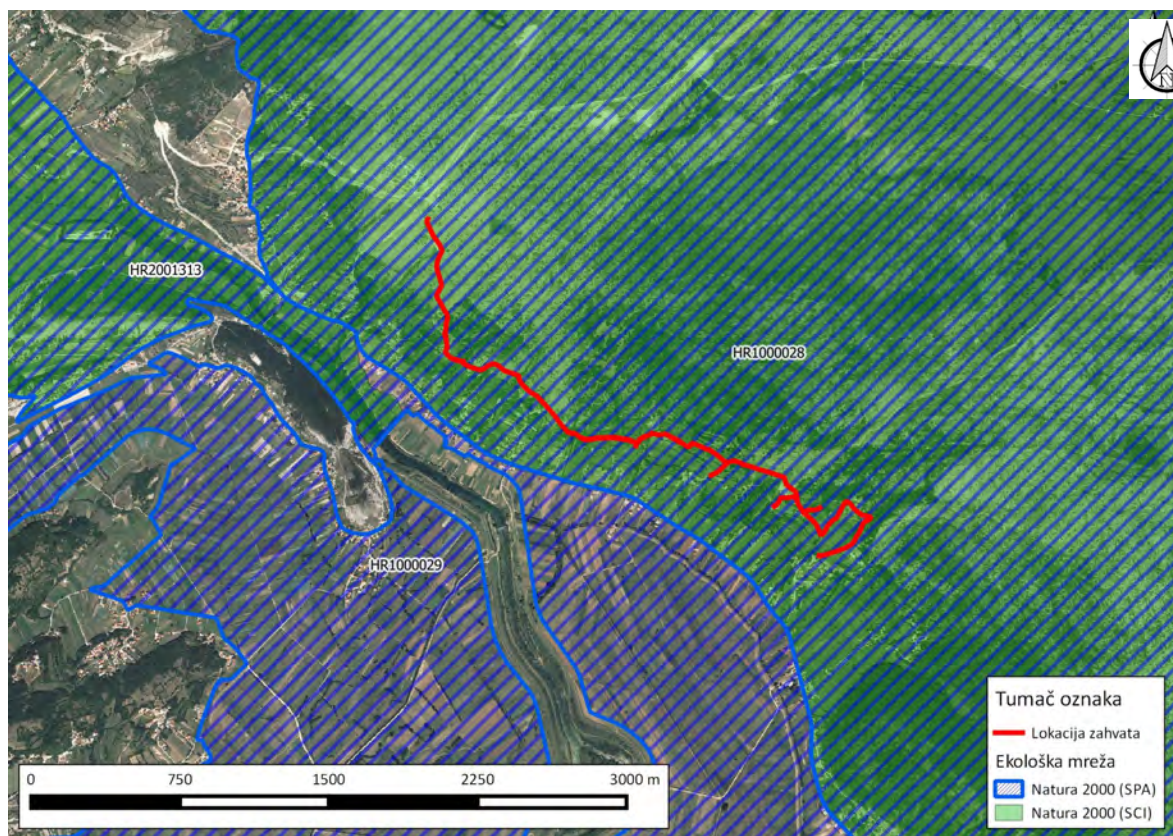 HR2001313
HR1000028
HR1000029
Tumač oznaka
Lokacija zahvata
Ekološka mreža
Natura 2000 (SPA)
Natura 2000 (SCI)
0 750 1500 2250 3000 m